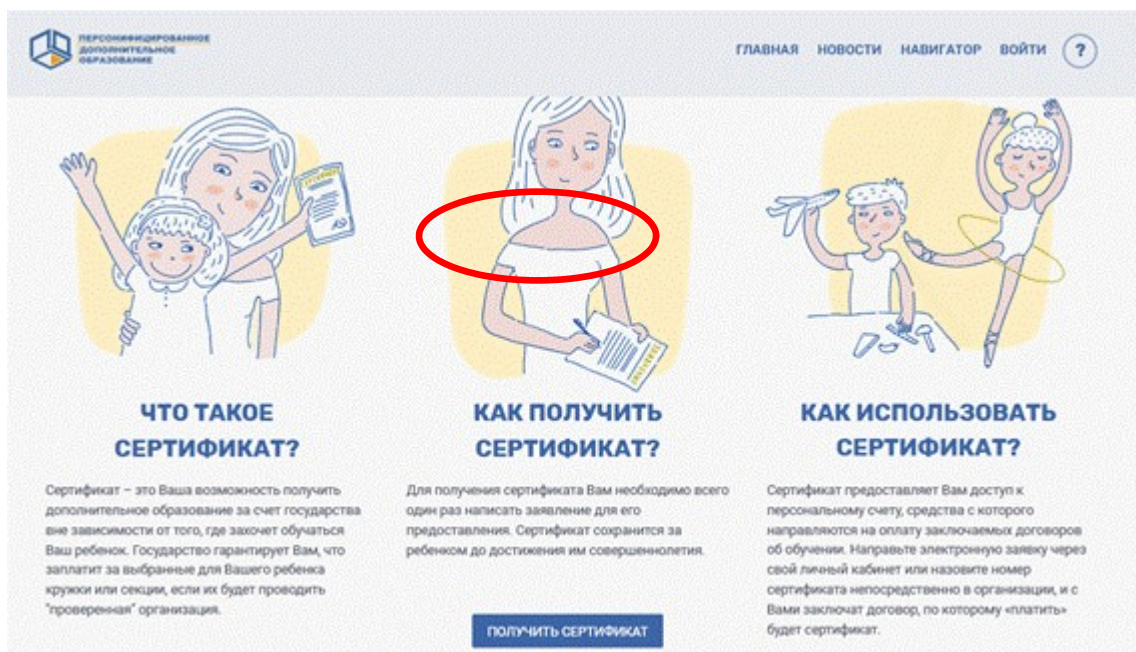 ПЕРСОНИФИЦИРОВАННОЕ
ДОПОЛНИТЕЛЬНОЕ
ОБРАЗОВАНИЕ
ГЛАВНАЯ НОВОСТИ НАВИГАТОР ВОЙТИ ?
ЧТО ТАКОЕ
СЕРТИФИКАТ?
Сертификат – это Ваша возможность получить
дополнительное образование за счет государства
вне зависимости от того, где захочет обучаться
Ваш ребенок. Государство гарантирует Вам, что
заплатит за выбранные для Вашего ребенка
кружки или секции, если их будет проводить
"проверенная" организация.
КАК ПОЛУЧИТЬ
СЕРТИФИКАТ?
Для получения сертификата Вам необходимо всего
один раз написать заявление для его
предоставления. Сертификат сохранится за
ребенком до достижения им совершеннолетия.
ПОЛУЧИТЬ СЕРТИФИКАТ
КАК ИСПОЛЬЗОВАТЬ
СЕРТИФИКАТ?
Сертификат предоставляет Вам доступ к
персональному счету, средства с которого
направляются на оплату заключаемых договоров
об обучении. Направьте электронную заявку через
свой личный кабинет или назовите номер
сертификата непосредственно в организации, и с
Вами заключат договор, по которому «платить»
будет сертификат.